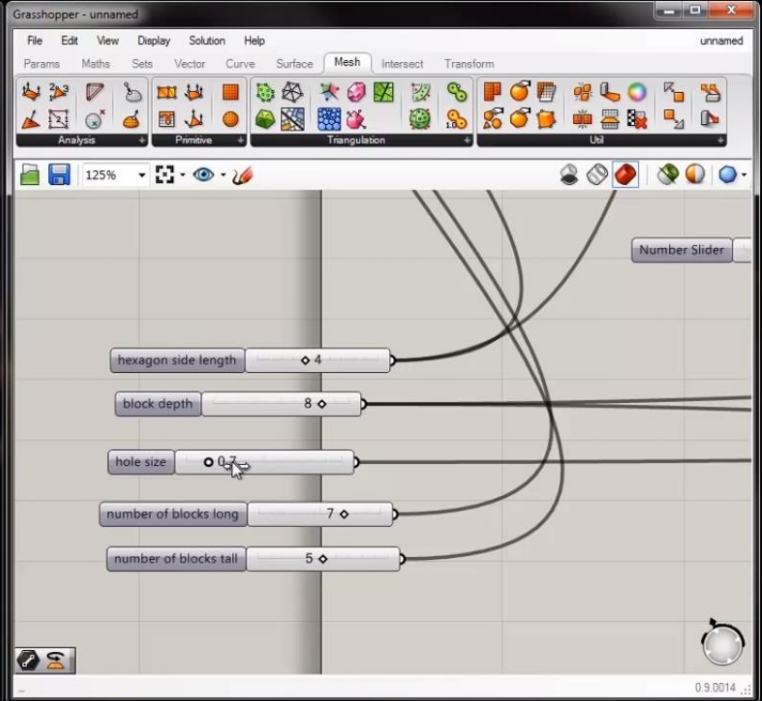 Grasshopper - unnamed
File Edit View Display Solution Help unnamed
Params Maths Sets Vector Curve Surface Mesh Intersect Transform
Analysis Primitive Triangulation Util
125%
Number Slider
hexagon side length 4
block depth 8
hole size 0.7
number of blocks long 7
number of blocks tall 5
0.9.0014